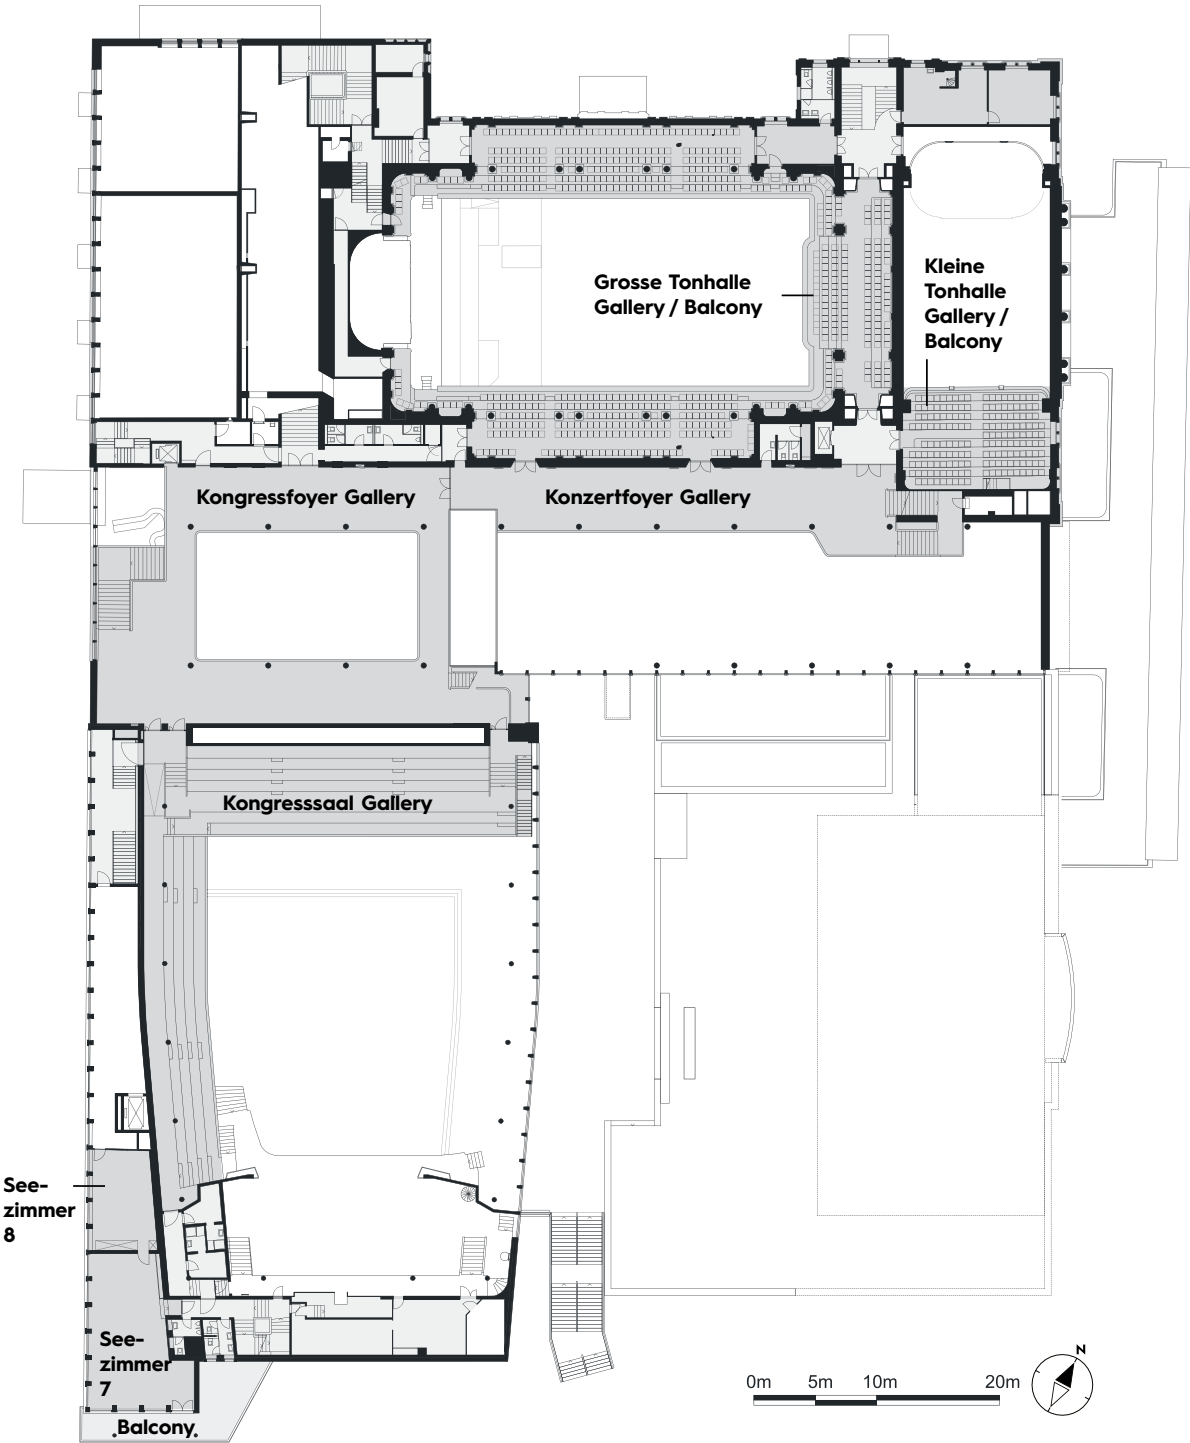 Grosse Tonhalle
Gallery / Balcony
Kleine
Tonhalle
Gallery /
Balcony
Kongressfoyer Gallery
Konzertfoyer Gallery
Kongresssaal Gallery
See-
zimmer
8
See-
zimmer
7
Balcony
0m 5m 10m 20m
N